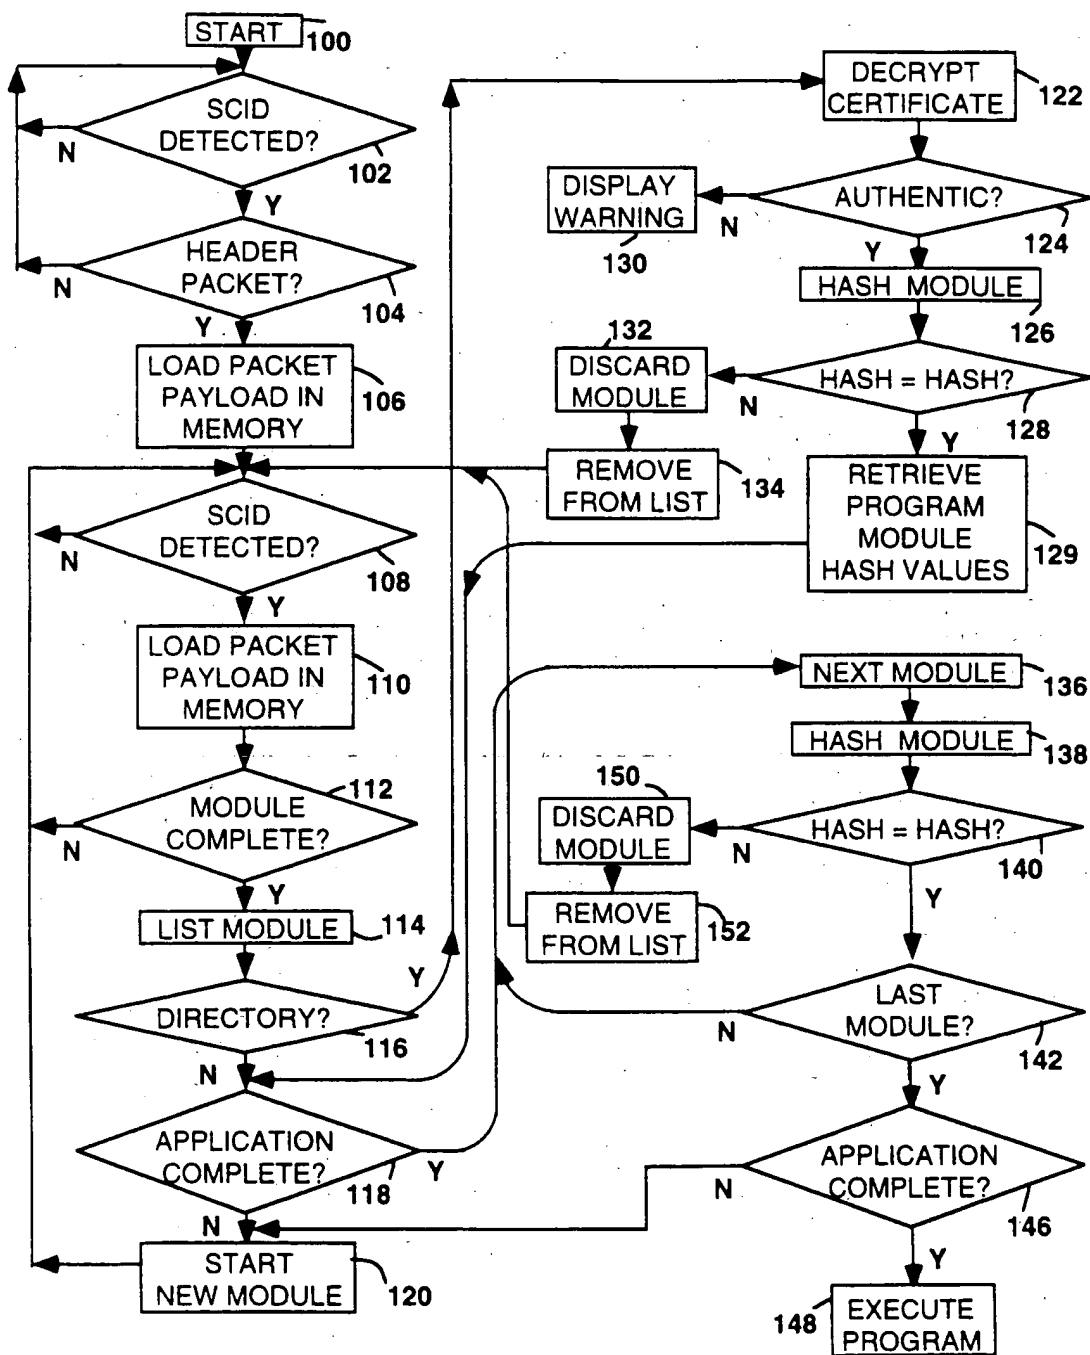 START
100
SCID
DETECTED?
102
N
Y
HEADER
PACKET?
104
N
Y
LOAD PACKET
PAYLOAD IN
MEMORY
106
SCID
DETECTED?
108
N
Y
LOAD PACKET
PAYLOAD IN
MEMORY
110
MODULE
COMPLETE?
112
N
Y
LIST MODULE
114
DIRECTORY?
116
Y
N
APPLICATION
COMPLETE?
118
Y
N
START
NEW MODULE
120
DECRYPT
CERTIFICATE
122
AUTHENTIC?
124
N
Y
DISPLAY
WARNING
130
HASH MODULE
126
HASH = HASH?
128
N
Y
132
DISCARD
MODULE
REMOVE
FROM LIST
134
RETRIEVE
PROGRAM
MODULE
HASH VALUES
129
NEXT MODULE
136
HASH MODULE
138
HASH = HASH?
140
N
Y
150
DISCARD
MODULE
REMOVE
FROM LIST
152
LAST
MODULE?
142
N
Y
APPLICATION
COMPLETE?
146
N
Y
EXECUTE
PROGRAM
148